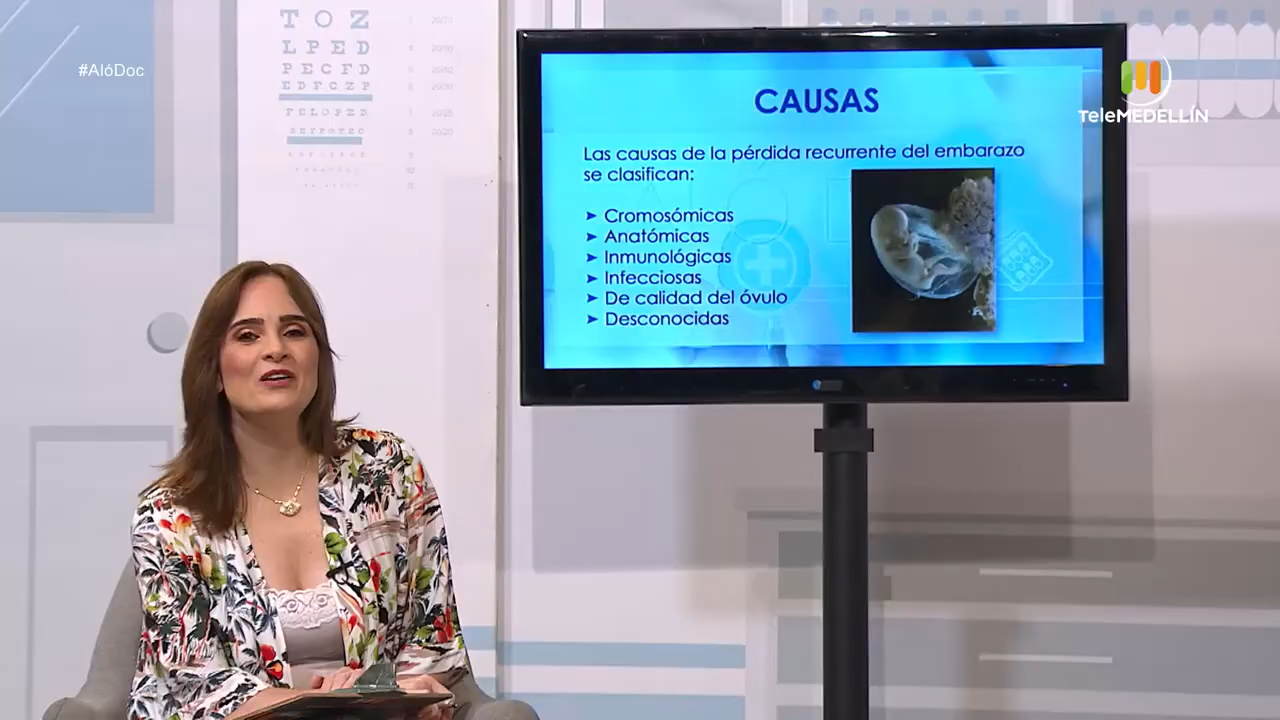 #AlóDoc
TOZ
LPED
PECFD
EDFCZP
FELOPZD
CAUSAS
Las causas de la pérdida recurrente del embarazo
se clasifican:
➤ Cromosómicas
➤ Anatómicas
➤ Inmunológicas
➤ Infecciosas
➤ De calidad del óvulo
➤ Desconocidas
TeleMEDELLÍN